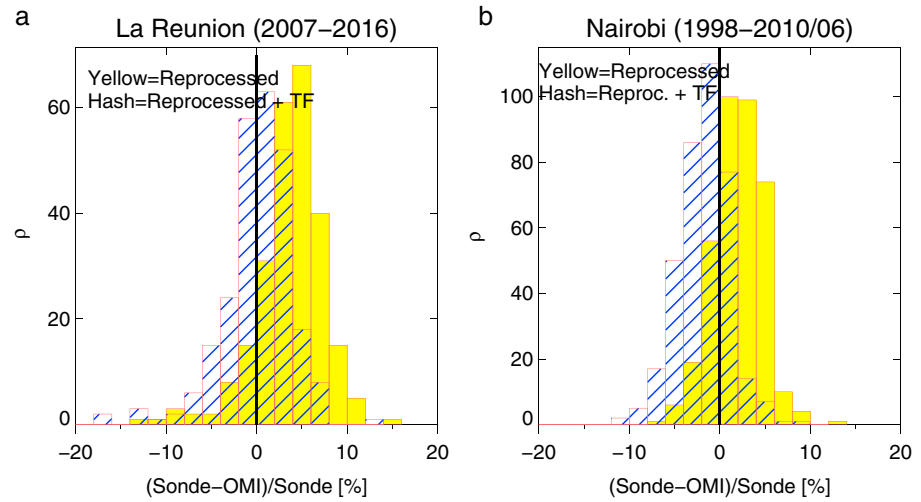 a
La Reunion (2007−2016)
Yellow=Reprocessed
Hash=Reprocessed + TF
60
40
20
0
ρ
−20 −10 0 10 20
(Sonde−OMI)/Sonde [%]
b
Nairobi (1998−2010/06)
Yellow=Reprocessed
Hash=Reproc. + TF
100
80
60
40
20
0
ρ
−20 −10 0 10 20
(Sonde−OMI)/Sonde [%]